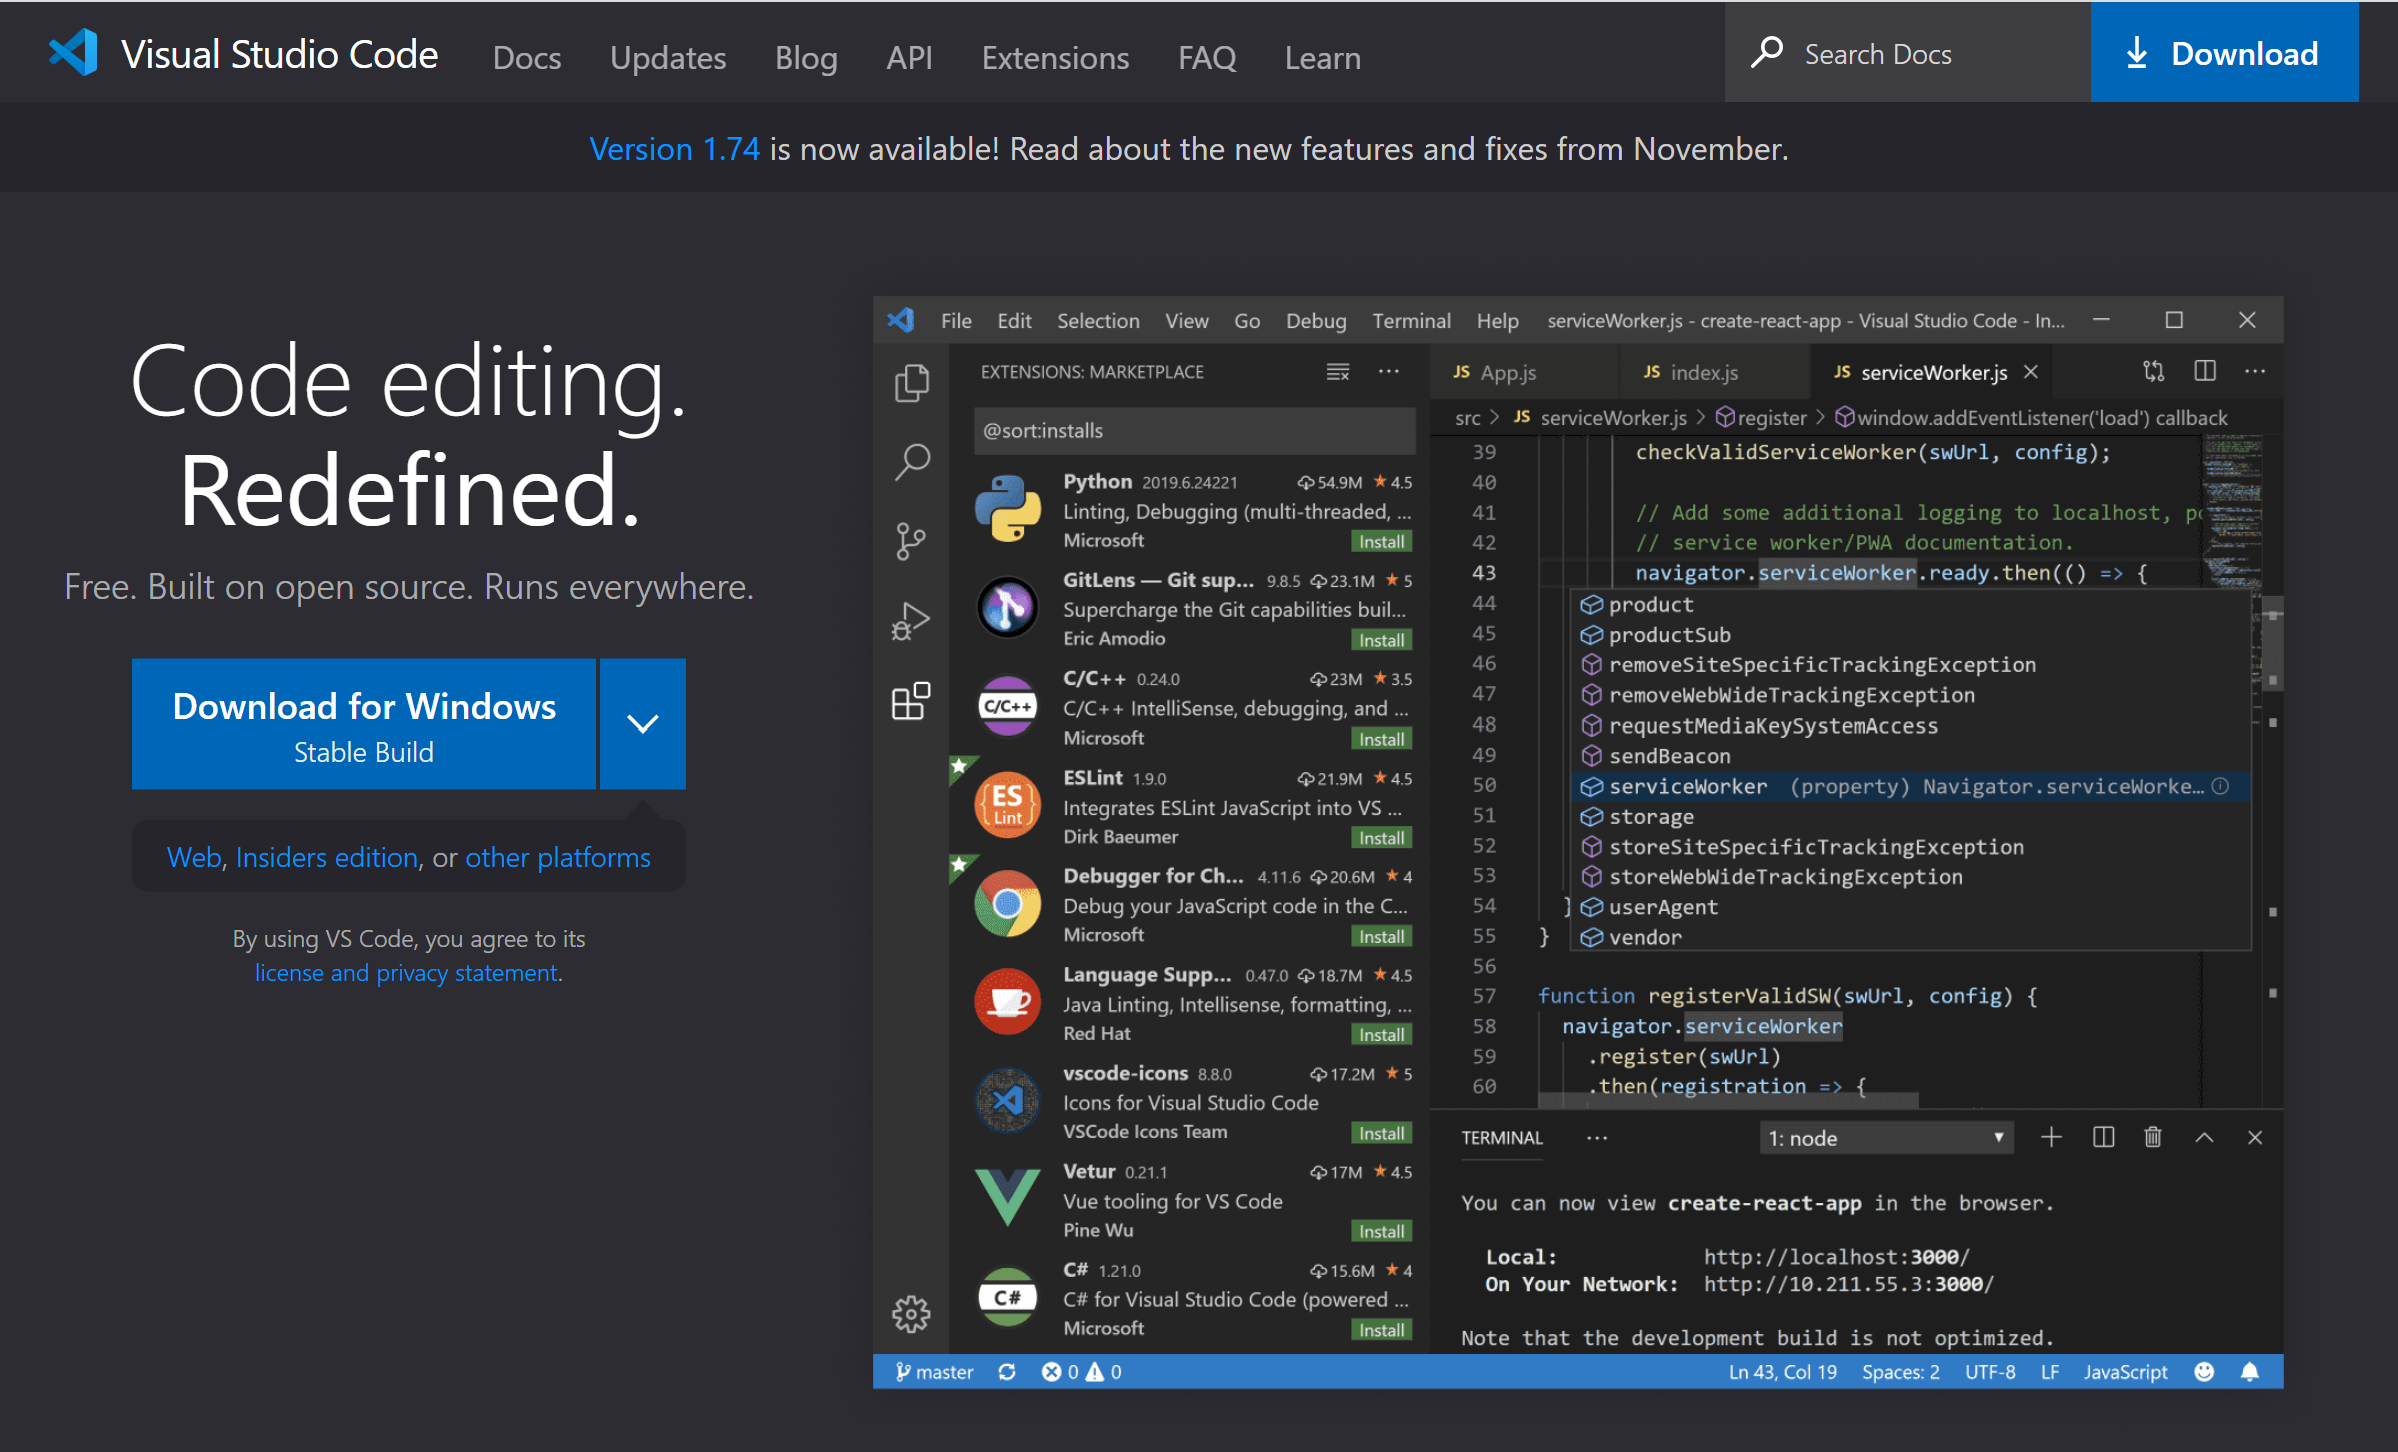 Visual Studio Code Docs Updates Blog API Extensions FAQ Learn Search Docs Download
Version 1.74 is now available! Read about the new features and fixes from November.
Code editing.
Redefined.
Free. Built on open source. Runs everywhere.
Download for Windows
Stable Build
Web, Insiders edition, or other platforms
By using VS Code, you agree to its
license and privacy statement.
File Edit Selection View Go Debug Terminal Help serviceWorker.js - create-react-app - Visual Studio Code - In...
EXTENSIONS: MARKETPLACE
@sort:installs
Python 2019.6.24221 54.9M 4.5
Linting, Debugging (multi-threaded, ...
Microsoft Install
GitLens — Git sup... 9.8.5 23.1M 5
Supercharge the Git capabilities buil...
Eric Amodio Install
C/C++
C/C++ 0.24.0 23M 3.5
C/C++ IntelliSense, debugging, and ...
Microsoft Install
ES
Lint
ESLint 1.9.0 21.9M 4.5
Integrates ESLint JavaScript into VS ...
Dirk Baeumer Install
Debugger for Ch... 4.11.6 20.6M 4
Debug your JavaScript code in the C...
Microsoft Install
Language Supp... 0.47.0 18.7M 4.5
Java Linting, Intellisense, formatting, ...
Red Hat Install
vscode-icons 8.8.0 17.2M 5
Icons for Visual Studio Code
VSCode Icons Team Install
Vetur 0.21.1 17M 4.5
Vue tooling for VS Code
Pine Wu Install
C#
C# 1.21.0 15.6M 4
C# for Visual Studio Code (powered ...
Microsoft Install
JS App.js JS index.js JS serviceWorker.js
src > JS serviceWorker.js > register > window.addEventListener('load') callback
39 checkValidServiceWorker(swUrl, config);
40
41 // Add some additional logging to localhost, po
42 // service worker/PWA documentation.
43 navigator.serviceWorker.ready.then(() => {
44 product
45 productSub
46 removeSiteSpecificTrackingException
47 removeWebWideTrackingException
48 requestMediaKeySystemAccess
49 sendBeacon
50 serviceWorker (property) Navigator.serviceWorke...
51 storage
52 storeSiteSpecificTrackingException
53 storeWebWideTrackingException
54 } userAgent
55 } vendor
56
57 function registerValidSW(swUrl, config) {
58 navigator.serviceWorker
59 .register(swUrl)
60 .then(registration => {
TERMINAL ... 1: node
You can now view create-react-app in the browser.
Local: http://localhost:3000/
On Your Network: http://10.211.55.3:3000/
Note that the development build is not optimized.
master 0 0 Ln 43, Col 19 Spaces: 2 UTF-8 LF JavaScript